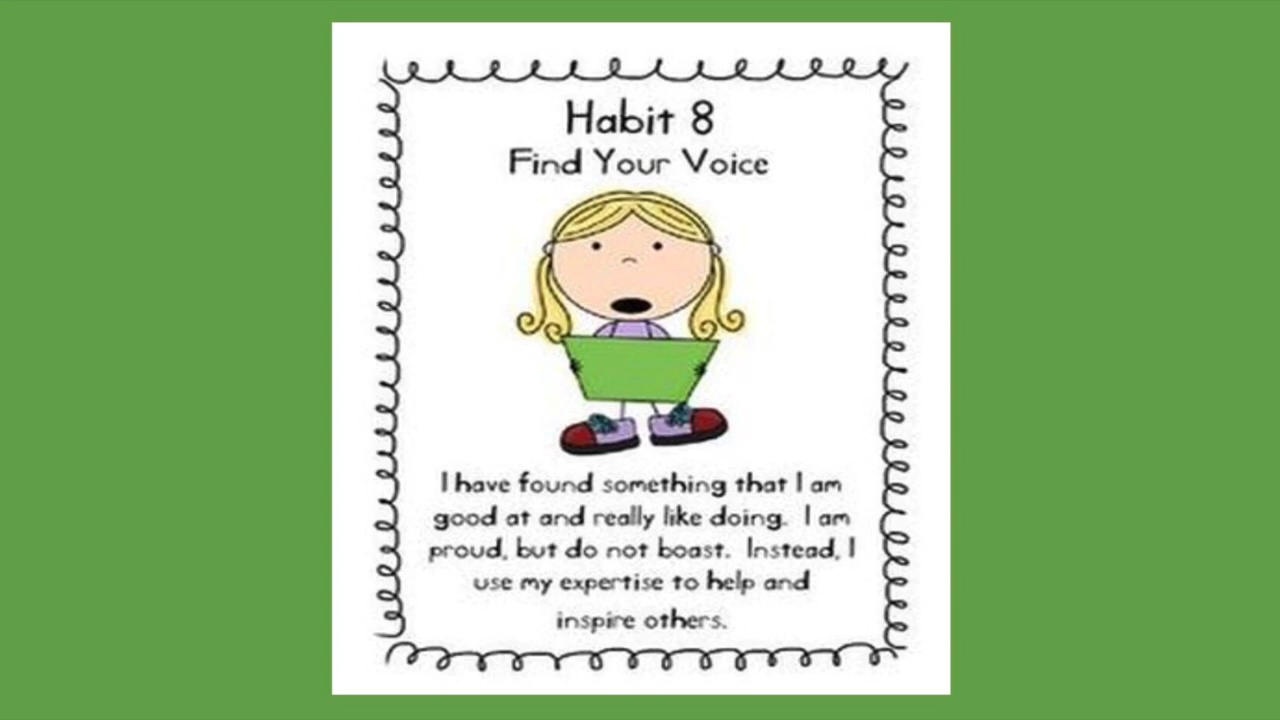 Habit 8
Find Your Voice
I have found something that I am
good at and really like doing. I am
proud, but do not boast. Instead, I
use my expertise to help and
inspire others.